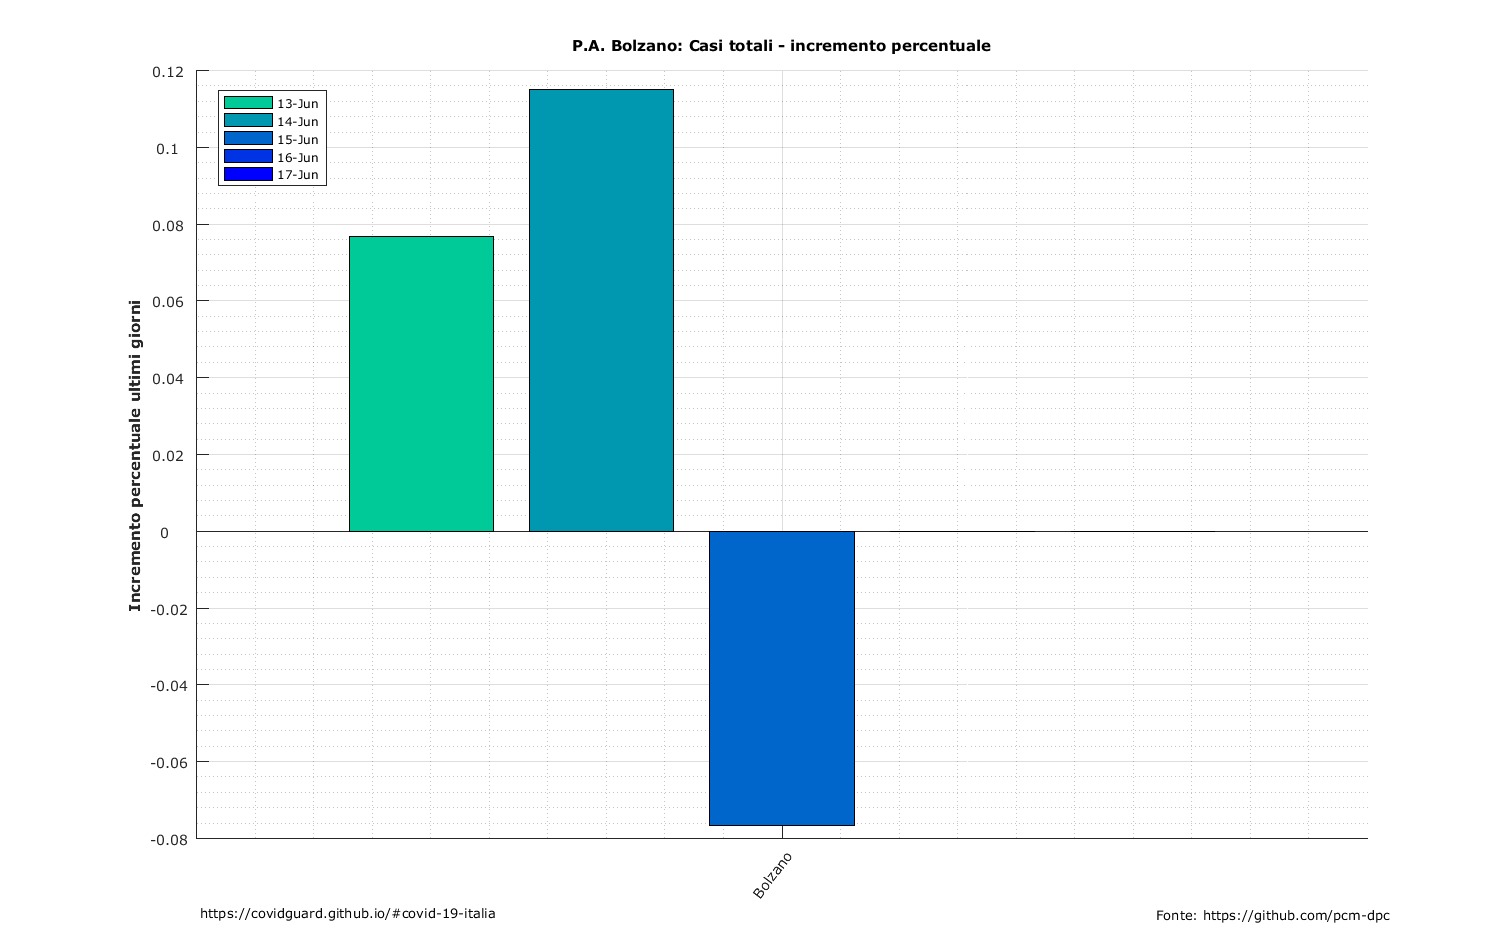 P.A. Bolzano: Casi totali - incremento percentuale
0.12
0.1
0.08
0.06
0.04
0.02
0
-0.02
-0.04
-0.06
-0.08
13-Jun
14-Jun
15-Jun
16-Jun
17-Jun
Incremento percentuale ultimi giorni
Bolzano
https://covidguard.github.io/#covid-19-italia
Fonte: https://github.com/pcm-dpc